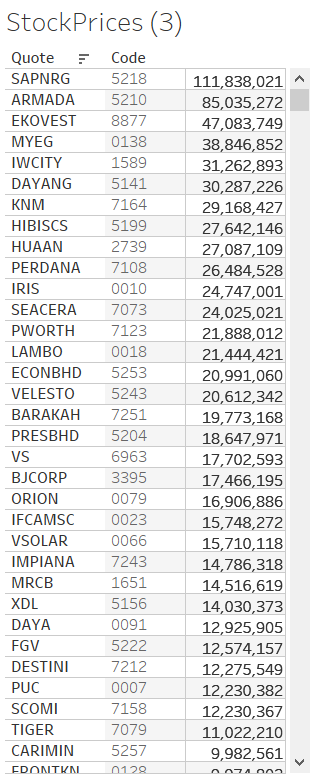 StockPrices (3)
Quote Code
SAPNRG 5218 111,838,021
ARMADA 5210 85,035,272
EKOVEST 8877 47,083,749
MYEG 0138 38,846,852
IWCITY 1589 31,262,893
DAYANG 5141 30,287,226
KNM 7164 29,168,427
HIBISCS 5199 27,642,146
HUAAN 2739 27,087,109
PERDANA 7108 26,484,528
IRIS 0010 24,747,001
SEACERA 7073 24,025,021
PWORTH 7123 21,888,012
LAMBO 0018 21,444,421
ECONBHD 5253 20,991,060
VELESTO 5243 20,612,342
BARAKAH 7251 19,773,168
PRESBHD 5204 18,647,971
VS 6963 17,702,593
BJCORP 3395 17,466,195
ORION 0079 16,906,886
IFCAMSC 0023 15,748,272
VSOLAR 0066 15,710,118
IMPIANA 7243 14,786,318
MRCB 1651 14,516,619
XDL 5156 14,030,373
DAYA 0091 12,925,905
FGV 5222 12,574,157
DESTINI 7212 12,275,549
PUC 0007 12,230,382
SCOMI 7158 12,230,367
TIGER 7079 11,022,210
CARIMIN 5257 9,982,561
FRONTKN 0128